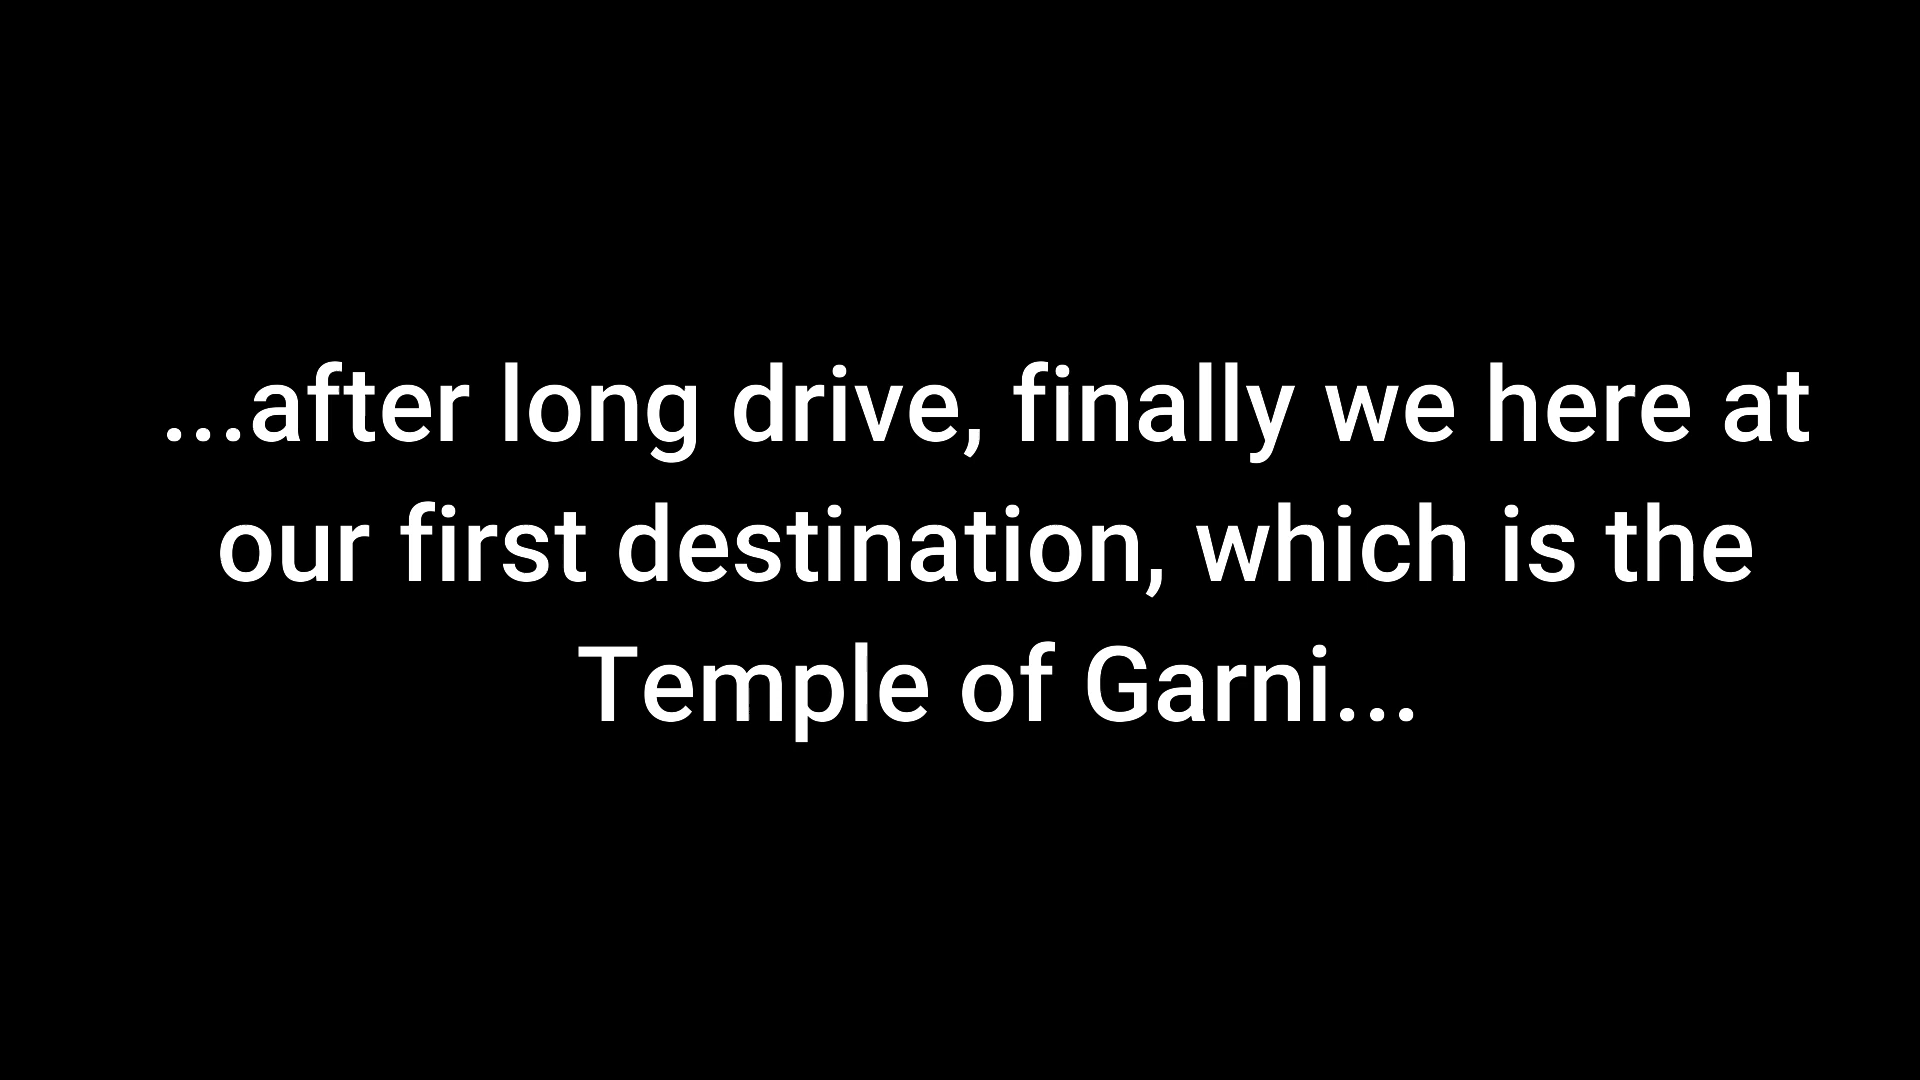 ...after long drive, finally we here at
our first destination, which is the
Temple of Garni...